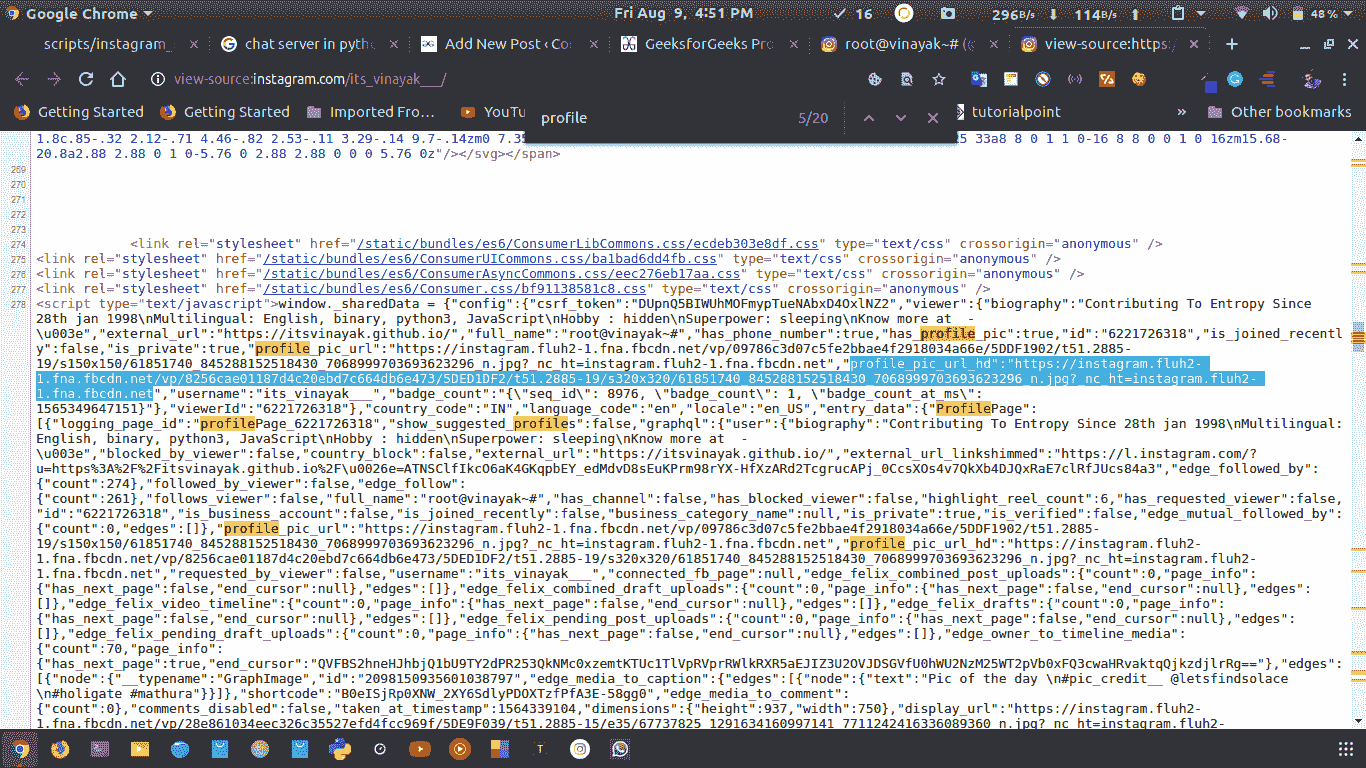 Google Chrome
Fri Aug 9, 4:51 PM
16
296B/s 114B/s 48%
scripts/instagram_
chat server in pyth
Add New Post ‹ Co
GeeksforGeeks Pro
root@vinayak~# (@
view-source:https:/
view-source:instagram.com/its_vinayak___/
Getting Started
Getting Started
Imported Fro…
YouTu
tutorialpoint
»
Other bookmarks
profile
5/20
1.8c.85-.32 2.12-.71 4.46-.82 2.53-.11 3.29-.14 9.7-.14zm0 7.35 25 33a8 8 0 1 1 0-16 8 8 0 0 1 0 16zm15.68-
20.8a2.88 2.88 0 1 0-5.76 0 2.88 2.88 0 0 0 5.76 0z"/></svg></span>
269
270
271
272
273
274 <link rel="stylesheet" href="/static/bundles/es6/ConsumerLibCommons.css/ecdeb303e8df.css" type="text/css" crossorigin="anonymous" />
275 <link rel="stylesheet" href="/static/bundles/es6/ConsumerUICommons.css/ba1bad6dd4fb.css" type="text/css" crossorigin="anonymous" />
276 <link rel="stylesheet" href="/static/bundles/es6/ConsumerAsyncCommons.css/eec276eb17aa.css" type="text/css" crossorigin="anonymous" />
277 <link rel="stylesheet" href="/static/bundles/es6/Consumer.css/bf91138581c8.css" type="text/css" crossorigin="anonymous" />
278 <script type="text/javascript">window._sharedData = {"config":{"csrf_token":"DUpnQ5BIWUhMOFmypTueNAbxD4OxlNZ2","viewer":{"biography":"Contributing To Entropy Since
28th jan 1998\nMultilingual: English, binary, python3, JavaScript\nHobby : hidden\nSuperpower: sleeping\nKnow more at -
\u003e","external_url":"https://itsvinayak.github.io/","full_name":"root@vinayak~#","has_phone_number":true,"has_profile_pic":true,"id":"6221726318","is_joined_recentl
y":false,"is_private":true,"profile_pic_url":"https://instagram.fluh2-1.fna.fbcdn.net/vp/09786c3d07c5fe2bbae4f2918034a66e/5DDF1902/t51.2885-
19/s150x150/61851740_845288152518430_7068999703693623296_n.jpg?_nc_ht=instagram.fluh2-1.fna.fbcdn.net","profile_pic_url_hd":"https://instagram.fluh2-
1.fna.fbcdn.net/vp/8256cae01187d4c20ebd7c664db6e473/5DED1DF2/t51.2885-19/s320x320/61851740_845288152518430_7068999703693623296_n.jpg?_nc_ht=instagram.fluh2-
1.fna.fbcdn.net","username":"its_vinayak___","badge_count":"{\"seq_id\": 8976, \"badge_count\": 1, \"badge_count_at_ms\":
1565349647151}"},"viewerId":"6221726318"},"country_code":"IN","language_code":"en","locale":"en_US","entry_data":{"ProfilePage":
[{"logging_page_id":"profilePage_6221726318","show_suggested_profiles":false,"graphql":{"user":{"biography":"Contributing To Entropy Since 28th jan 1998\nMultilingual:
English, binary, python3, JavaScript\nHobby : hidden\nSuperpower: sleeping\nKnow more at -
\u003e","blocked_by_viewer":false,"country_block":false,"external_url":"https://itsvinayak.github.io/","external_url_linkshimmed":"https://l.instagram.com/?
u=https%3A%2F%2Fitsvinayak.github.io%2F\u0026e=ATNSClfIkcO6aK4GKqpbEY_edMdvD8sEuKPrm98rYX-HfXzARd2TcgrucAPj_0CcsXOs4v7QkXb4DJQxRaE7clRfJUcs84a3","edge_followed_by":
{"count":274},"followed_by_viewer":false,"edge_follow":
{"count":261},"follows_viewer":false,"full_name":"root@vinayak~#","has_channel":false,"has_blocked_viewer":false,"highlight_reel_count":6,"has_requested_viewer":false,
"id":"6221726318","is_business_account":false,"is_joined_recently":false,"business_category_name":null,"is_private":true,"is_verified":false,"edge_mutual_followed_by":
{"count":0,"edges":[]},"profile_pic_url":"https://instagram.fluh2-1.fna.fbcdn.net/vp/09786c3d07c5fe2bbae4f2918034a66e/5DDF1902/t51.2885-
19/s150x150/61851740_845288152518430_7068999703693623296_n.jpg?_nc_ht=instagram.fluh2-1.fna.fbcdn.net","profile_pic_url_hd":"https://instagram.fluh2-
1.fna.fbcdn.net/vp/8256cae01187d4c20ebd7c664db6e473/5DED1DF2/t51.2885-19/s320x320/61851740_845288152518430_7068999703693623296_n.jpg?_nc_ht=instagram.fluh2-
1.fna.fbcdn.net","requested_by_viewer":false,"username":"its_vinayak___","connected_fb_page":null,"edge_felix_combined_post_uploads":{"count":0,"page_info":
{"has_next_page":false,"end_cursor":null},"edges":[]},"edge_felix_combined_draft_uploads":{"count":0,"page_info":{"has_next_page":false,"end_cursor":null},"edges":
[]},"edge_felix_video_timeline":{"count":0,"page_info":{"has_next_page":false,"end_cursor":null},"edges":[]},"edge_felix_drafts":{"count":0,"page_info":
{"has_next_page":false,"end_cursor":null},"edges":[]},"edge_felix_pending_post_uploads":{"count":0,"page_info":{"has_next_page":false,"end_cursor":null},"edges":
[]},"edge_felix_pending_draft_uploads":{"count":0,"page_info":{"has_next_page":false,"end_cursor":null},"edges":[]},"edge_owner_to_timeline_media":
{"count":70,"page_info":
{"has_next_page":true,"end_cursor":"QVFBS2hneHJhbjQ1bU9TY2dPR253QkNMc0xzemtKTUc1TlVpRVprRWlkRXR5aEJIZ3U2OVJDSGVfU0hWU2NzM25WT2pVb0xFQ3cwaHRvaktqQjkzdjlrRg=="},"edges":
[{"node":{"__typename":"GraphImage","id":"2098150935601038797","edge_media_to_caption":{"edges":[{"node":{"text":"Pic of the day \n#pic_credit__ @letsfindsolace
\n#holigate #mathura"}}]},"shortcode":"B0eISjRp0XNW_2XY6SdlyPDOXTzfPfA3E-58gg0","edge_media_to_comment":
{"count":0},"comments_disabled":false,"taken_at_timestamp":1564339104,"dimensions":{"height":937,"width":750},"display_url":"https://instagram.fluh2-
1.fna.fbcdn.net/vp/28e861034eec326c35527efd4fcc969f/5DE9F039/t51.2885-15/e35/67737825_1291634160997141_7711242416336089360_n.jpg?_nc_ht=instagram.fluh2-